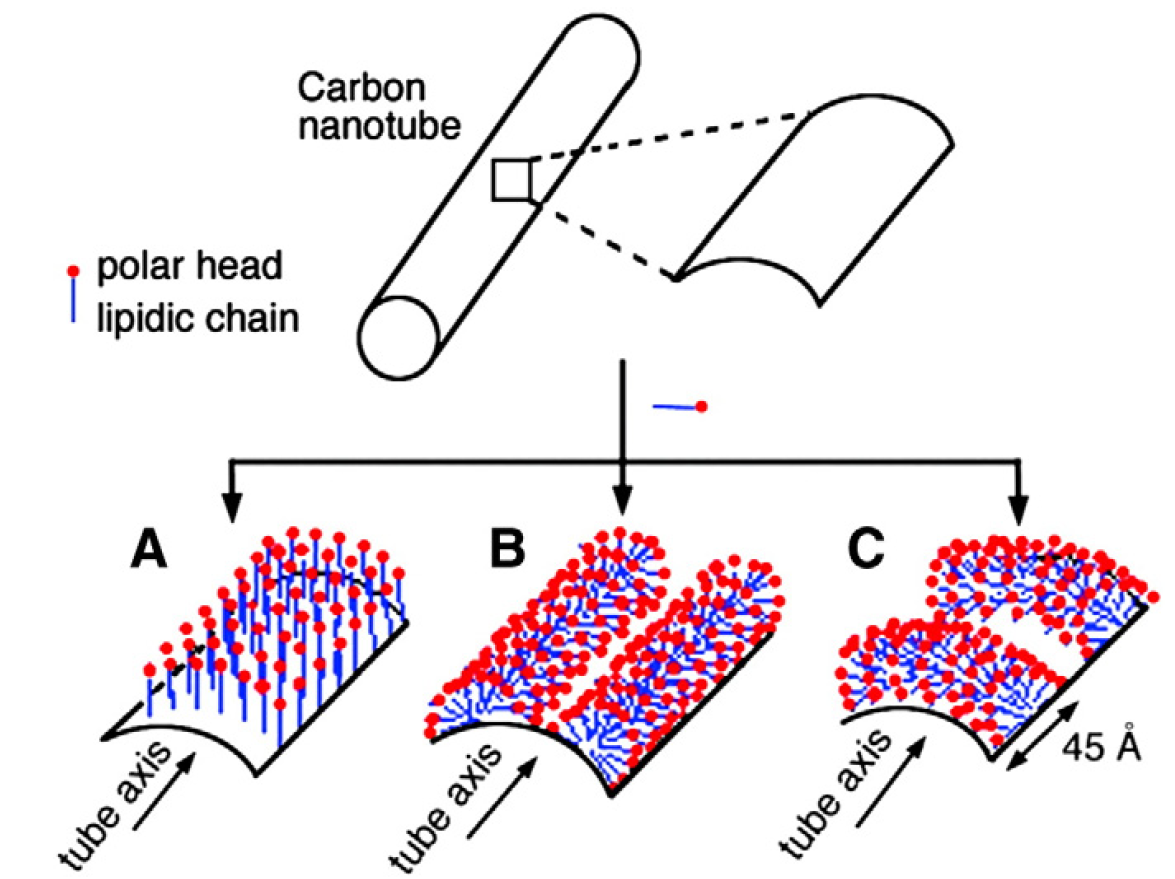 Carbon
nanotube
polar head
lipidic chain
A
B
C
45 Å
tube axis
tube axis
tube axis